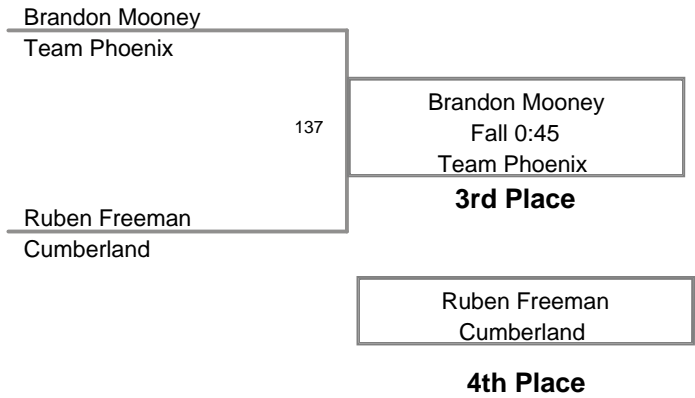 Brandon Mooney
Team Phoenix
137
Brandon Mooney
Fall 0:45
Team Phoenix
3rd Place
Ruben Freeman
Cumberland
Ruben Freeman
Cumberland
4th Place